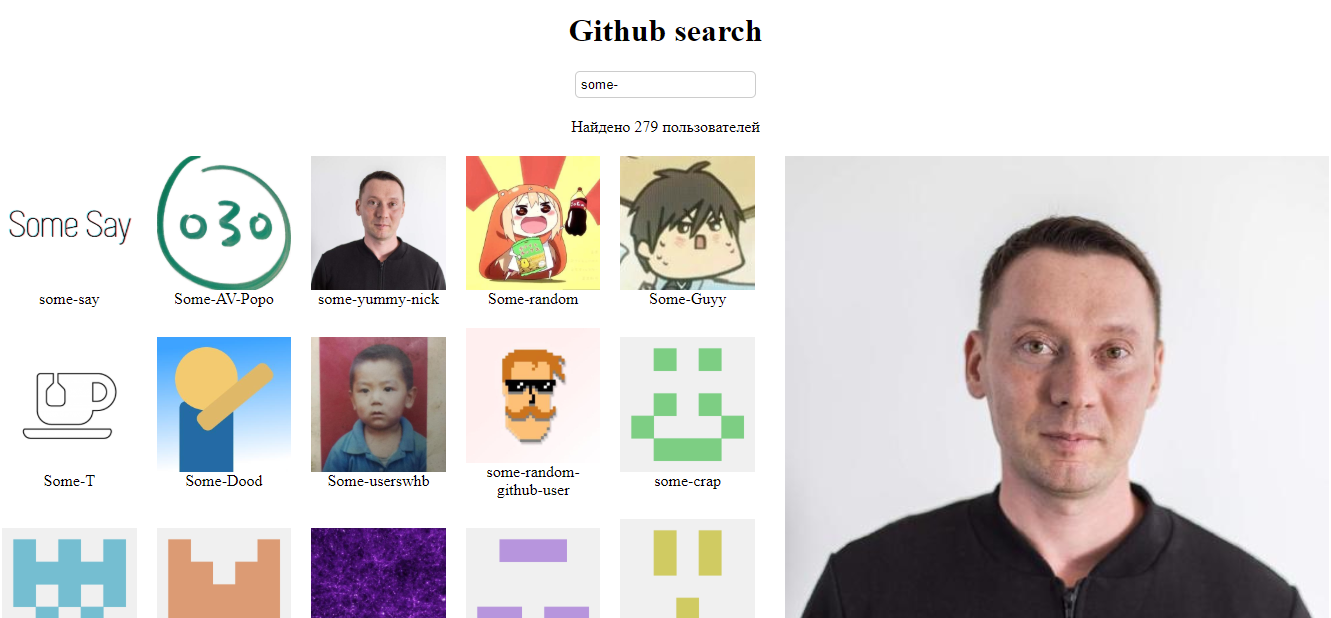 Github search
some-
Найдено 279 пользователей
Some Say
030
some-say
Some-AV-Popo
some-yummy-nick
Some-random
Some-Guyy
Some-T
Some-Dood
Some-userswhb
some-random-
github-user
some-crap